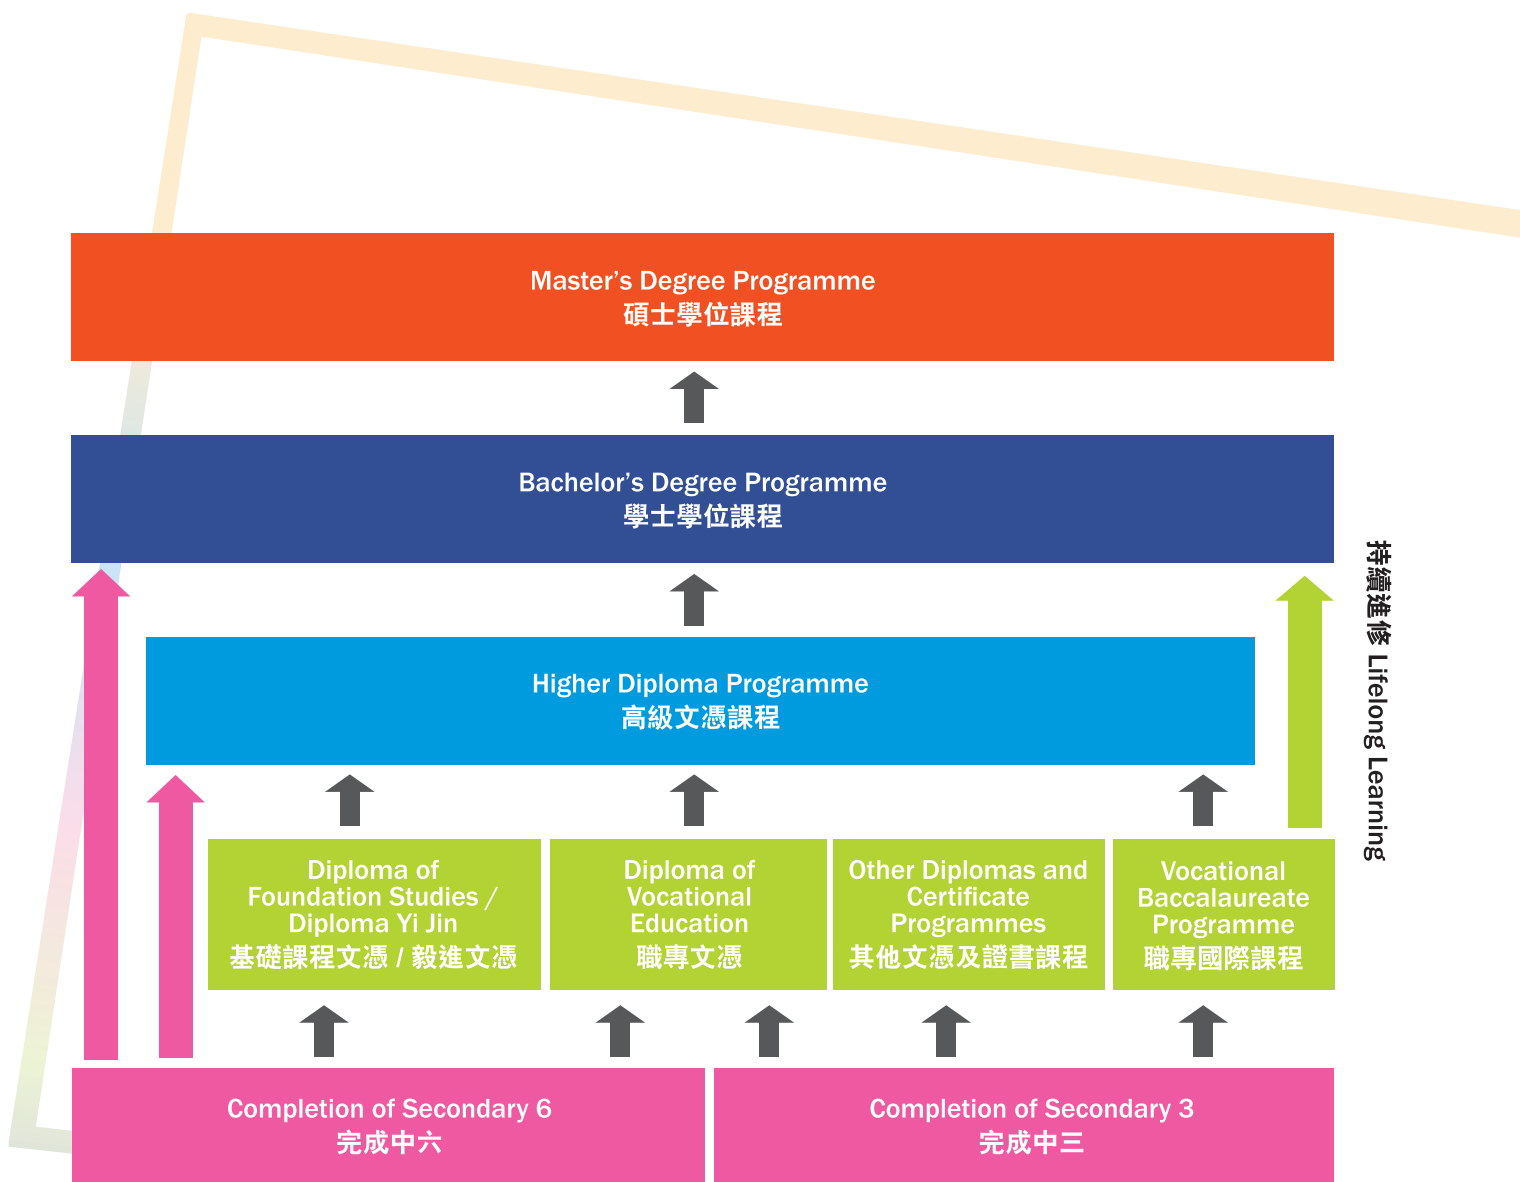 Master’s Degree Programme
碩士學位課程
Bachelor’s Degree Programme
學士學位課程
Higher Diploma Programme
高級文憑課程
Diploma of
Foundation Studies /
Diploma Yi Jin
基礎課程文憑 / 毅進文憑
Diploma of
Vocational
Education
職專文憑
Other Diplomas and
Certificate
Programmes
其他文憑及證書課程
Vocational
Baccalaureate
Programme
職專國際課程
Completion of Secondary 6
完成中六
Completion of Secondary 3
完成中三
持續進修 Lifelong Learning